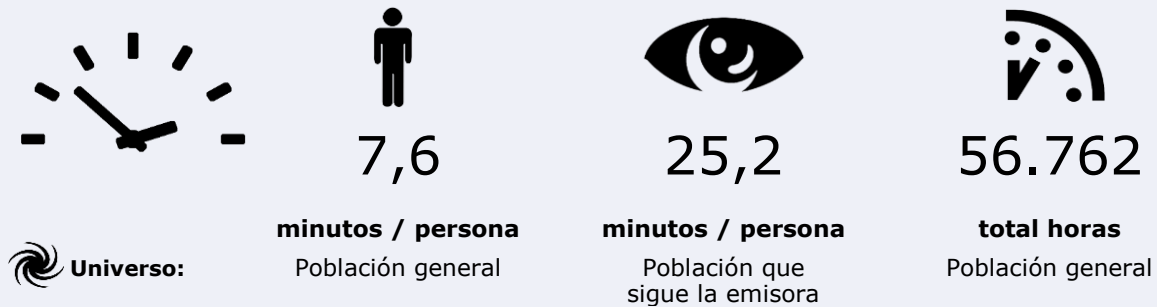 7,6
25,2
56.762
minutos / persona
minutos / persona
total horas
Universo:
Población general
Población que
sigue la emisora
Población general